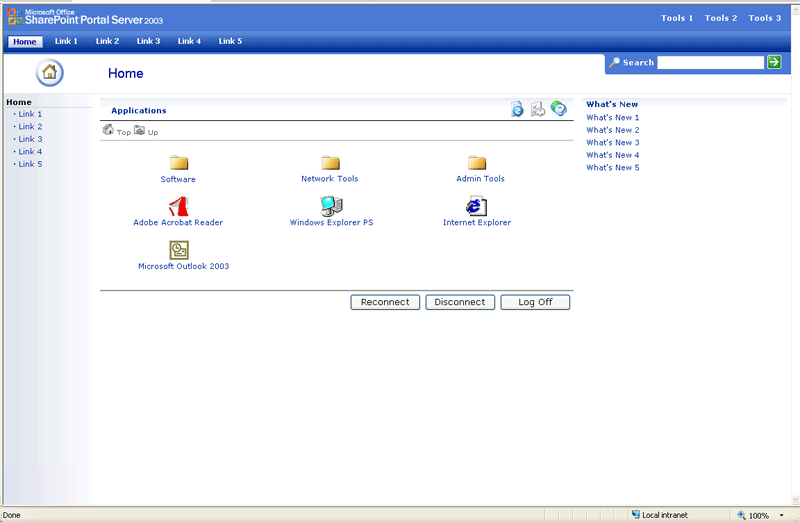 Microsoft Office
SharePoint Portal Server 2003
Tools 1 Tools 2 Tools 3
Home Link 1 Link 2 Link 3 Link 4 Link 5
Home
Search
Home
Link 1
Link 2
Link 3
Link 4
Link 5
Applications
Top Up
Software Network Tools Admin Tools
Adobe Acrobat Reader Windows Explorer PS Internet Explorer
Microsoft Outlook 2003
Reconnect Disconnect Log Off
What's New
What's New 1
What's New 2
What's New 3
What's New 4
What's New 5
Done Local intranet 100%